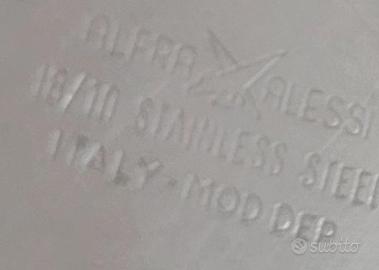 ALFRA ALESSI
18/10 STAINLESS STEEL
ITALY-MOD DEP
subito